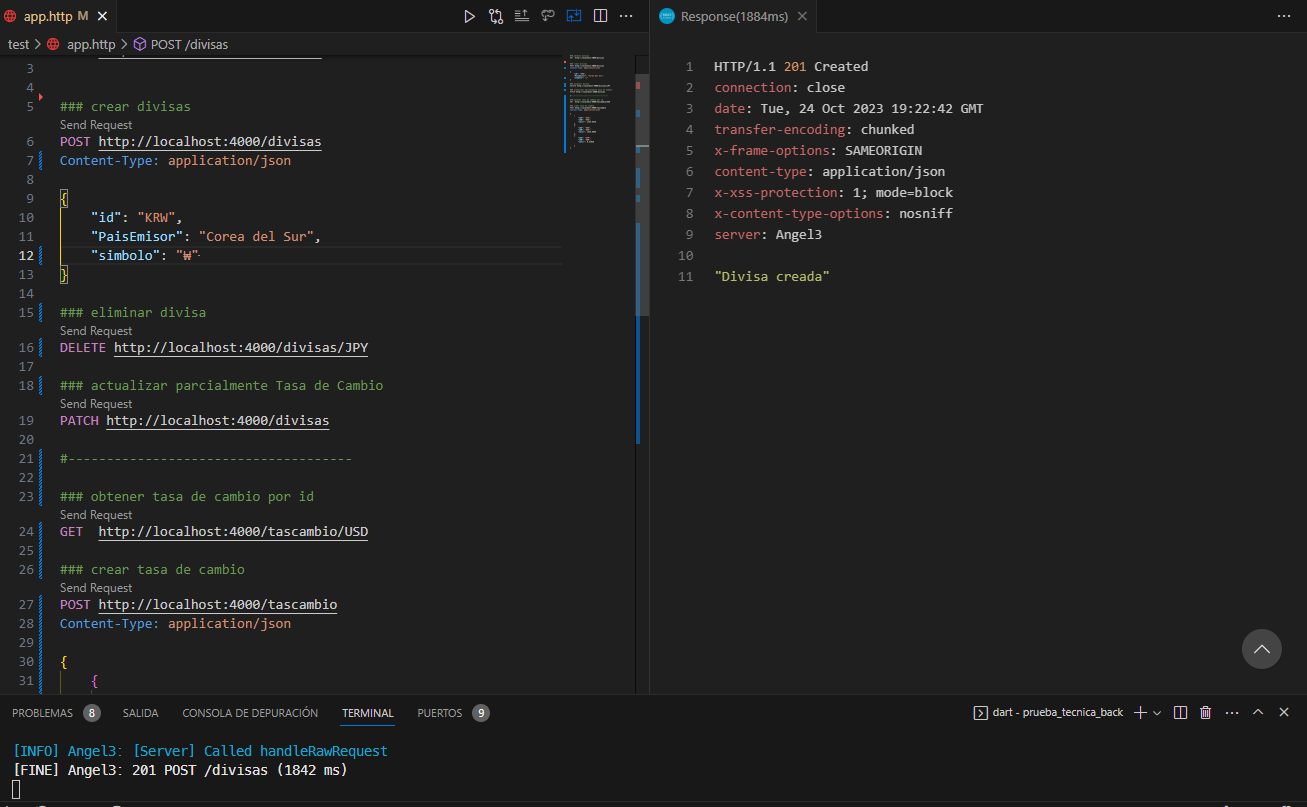 app.http M
Response(1884ms)
test > app.http > POST /divisas
3
4
5 ### crear divisas
Send Request
6 POST http://localhost:4000/divisas
7 Content-Type: application/json
8
9 {
10 "id": "KRW",
11 "PaisEmisor": "Corea del Sur",
12 "simbolo": "₩"
13 }
14
15 ### eliminar divisa
Send Request
16 DELETE http://localhost:4000/divisas/JPY
17
18 ### actualizar parcialmente Tasa de Cambio
Send Request
19 PATCH http://localhost:4000/divisas
20
21 #-------------------------------------
22
23 ### obtener tasa de cambio por id
Send Request
24 GET  http://localhost:4000/tascambio/USD
25
26 ### crear tasa de cambio
Send Request
27 POST http://localhost:4000/tascambio
28 Content-Type: application/json
29
30 {
31 {
1 HTTP/1.1 201 Created
2 connection: close
3 date: Tue, 24 Oct 2023 19:22:42 GMT
4 transfer-encoding: chunked
5 x-frame-options: SAMEORIGIN
6 content-type: application/json
7 x-xss-protection: 1; mode=block
8 x-content-type-options: nosniff
9 server: Angel3
10
11 "Divisa creada"
PROBLEMAS 8 SALIDA CONSOLA DE DEPURACIÓN TERMINAL PUERTOS 9
dart - prueba_tecnica_back
[INFO] Angel3: [Server] Called handleRawRequest
[FINE] Angel3: 201 POST /divisas (1842 ms)